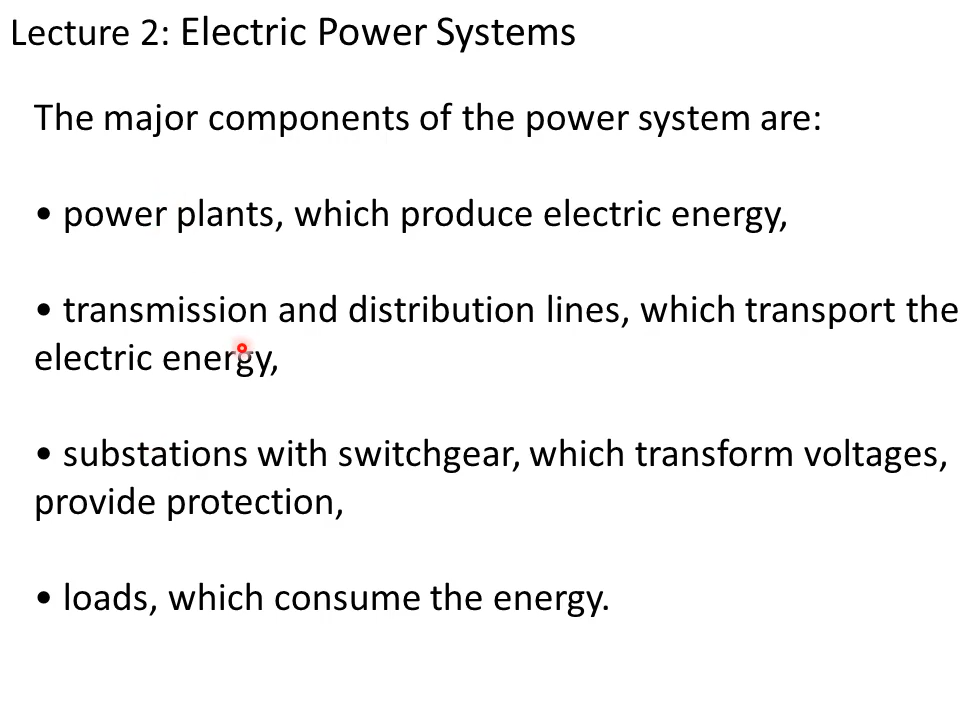 Lecture 2: Electric Power Systems
The major components of the power system are:
• power plants, which produce electric energy,
• transmission and distribution lines, which transport the
electric energy,
• substations with switchgear, which transform voltages,
provide protection,
• loads, which consume the energy.